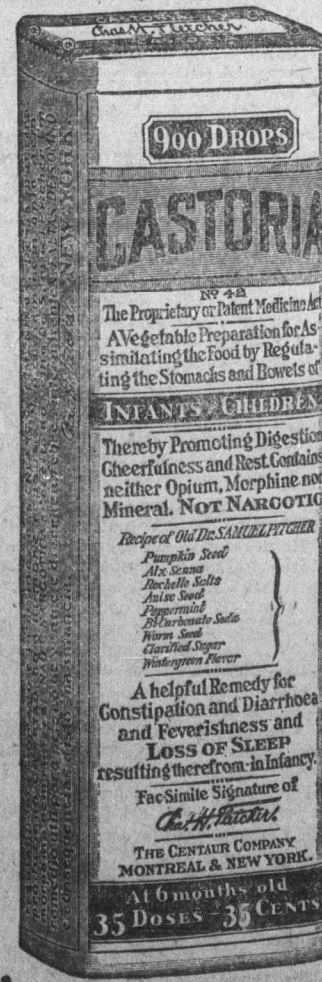 Chas. H. Fletcher
900 DROPS
CASTORIA
Nº 42
The Proprietary or Patent Medicine Act
A Vegetable Preparation for As-
similating the Food by Regula-
ting the Stomachs and Bowels of
INFANTS / CHILDREN
Thereby Promoting Digestion
Cheerfulness and Rest. Contains
neither Opium, Morphine nor
Mineral. NOT NARCOTIC
Recipe of Old Dr. SAMUEL PITCHER
Pumpkin Seed
Alx Senna
Rochelle Salts
Anise Seed
Peppermint
Bi Carbonate Soda
Worm Seed
Clarified Sugar
Wintergreen Flavor
A helpful Remedy for
Constipation and Diarrhoea
and Feverishness and
LOSS OF SLEEP
resulting therefrom in Infancy.
Fac-Simile Signature of
Chas. H. Fletcher.
THE CENTAUR COMPANY
MONTREAL & NEW YORK.
At 6 months old
35 DOSES - 35 CENTS
NEW YORK